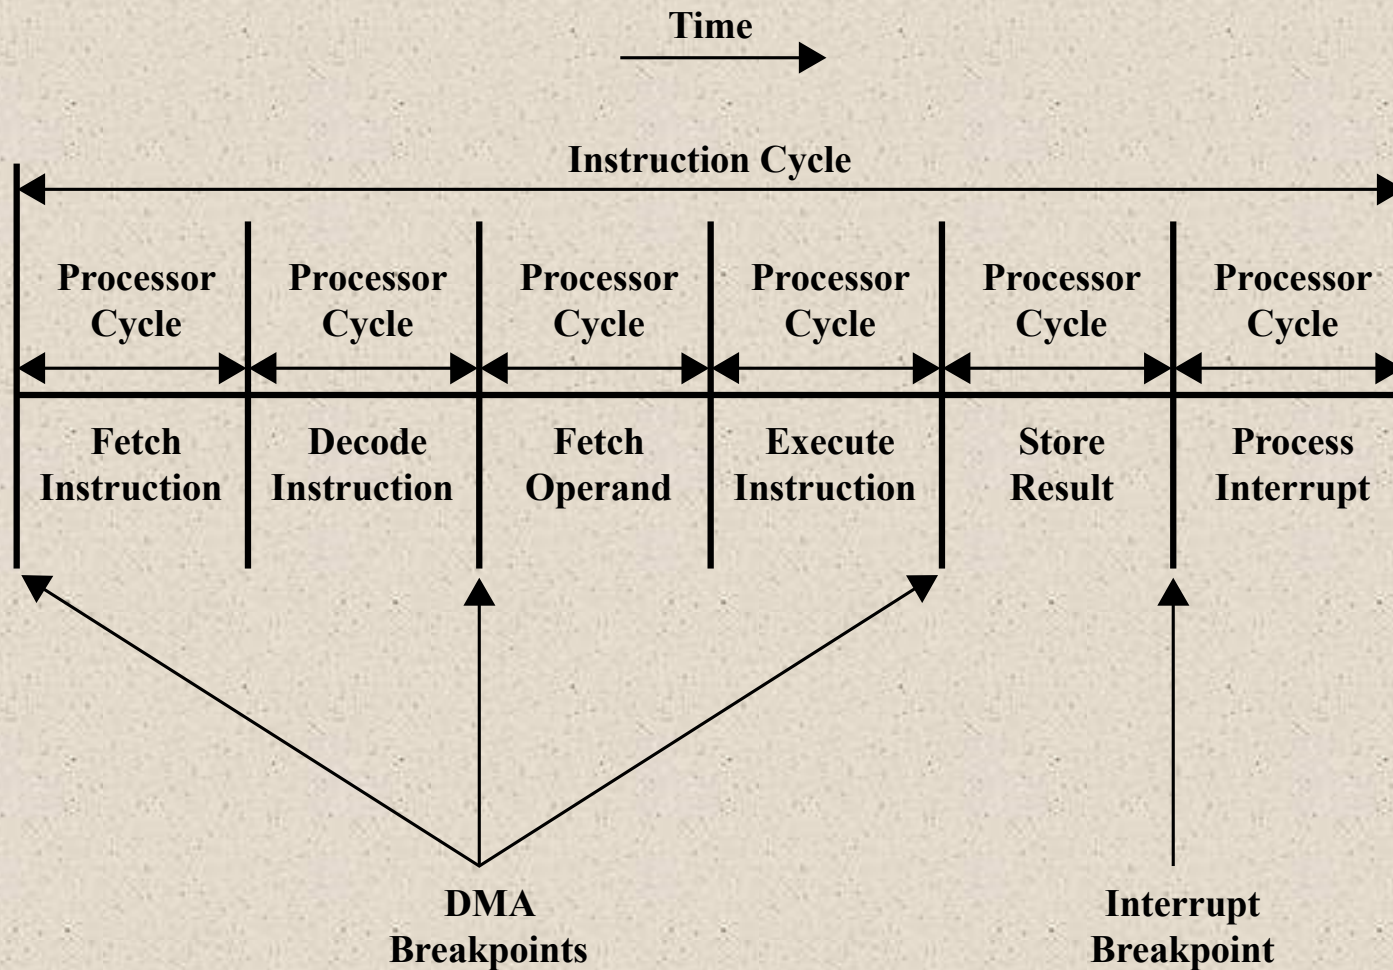 Time
Instruction Cycle
Processor Processor Processor Processor Processor Processor
Cycle Cycle Cycle Cycle Cycle Cycle
Fetch Decode Fetch Execute Store Process
Instruction Instruction Operand Instruction Result Interrupt
DMA Interrupt
Breakpoints Breakpoint